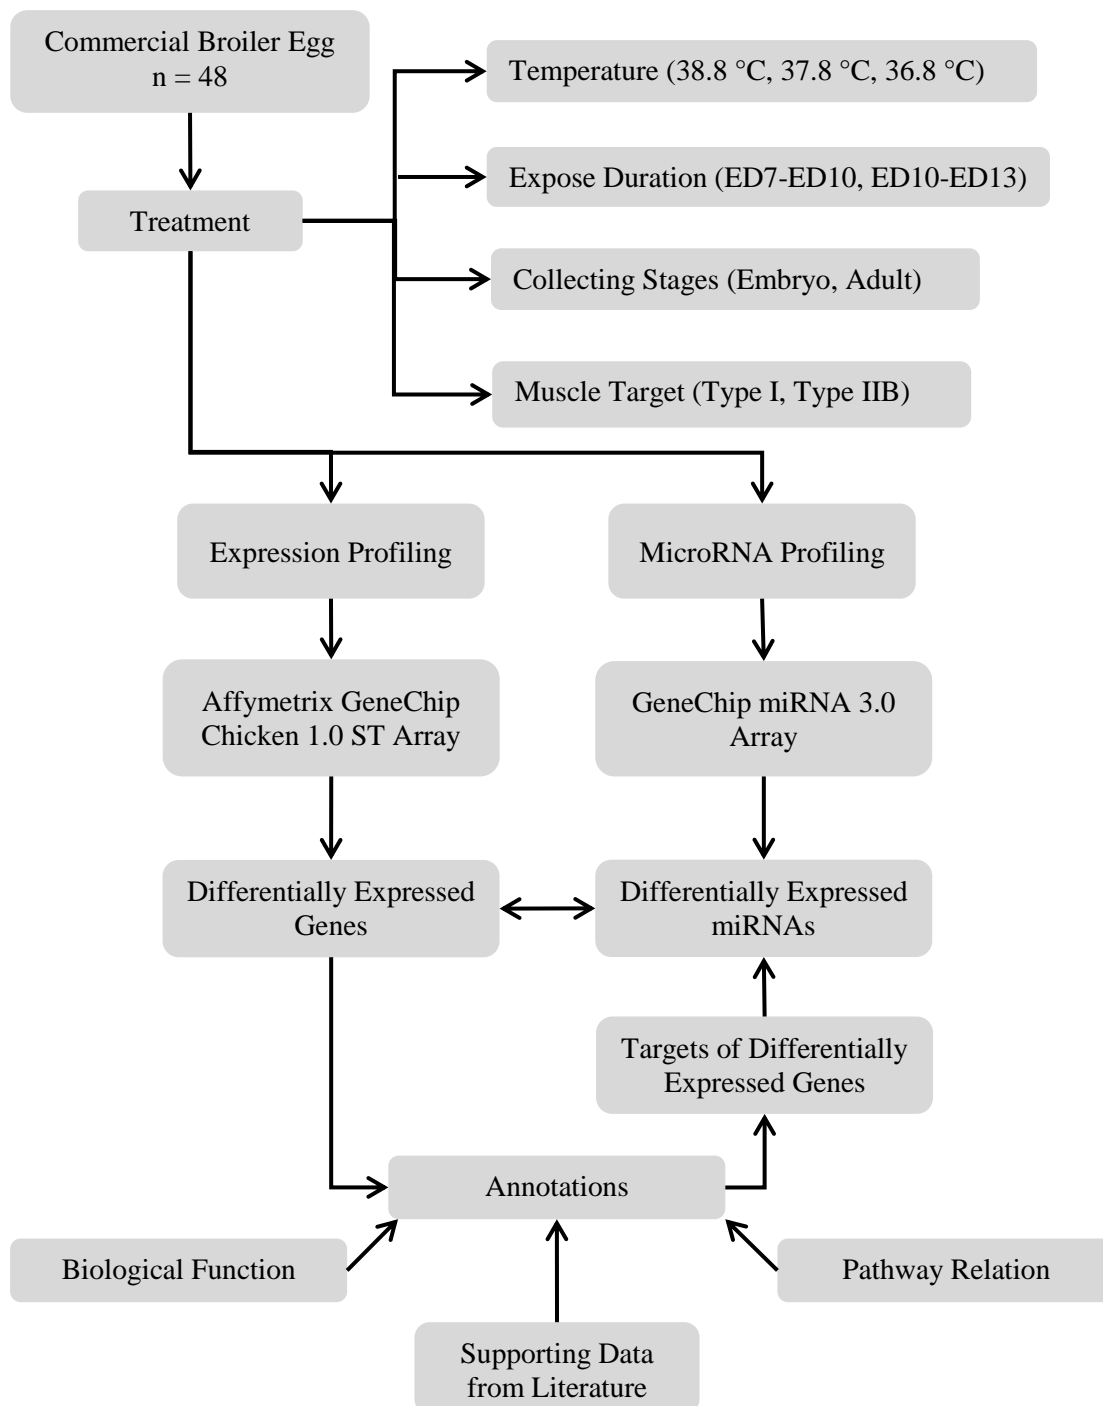 Commercial Broiler Egg
n = 48
Temperature (38.8 °C, 37.8 °C, 36.8 °C)
Expose Duration (ED7-ED10, ED10-ED13)
Treatment
Collecting Stages (Embryo, Adult)
Muscle Target (Type I, Type IIB)
Expression Profiling
MicroRNA Profiling
Affymetrix GeneChip
Chicken 1.0 ST Array
GeneChip miRNA 3.0
Array
Differentially Expressed
Genes
Differentially Expressed
miRNAs
Targets of Differentially
Expressed Genes
Annotations
Biological Function
Pathway Relation
Supporting Data
from Literature